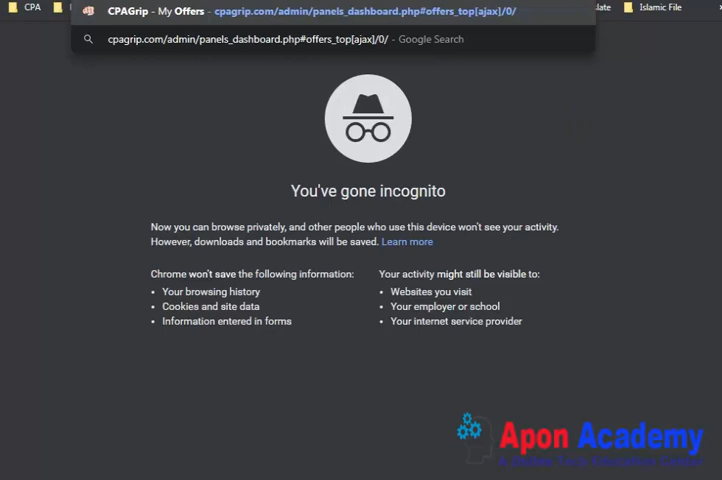 CPA
CPAGrip - My Offers - cpagrip.com/admin/panels_dashboard.php#offers_top[ajax]/0/
slate
Islamic File
cpagrip.com/admin/panels_dashboard.php#offers_top[ajax]/0/ - Google Search
You've gone incognito
Now you can browse privately, and other people who use this device won't see your activity.
However, downloads and bookmarks will be saved. Learn more
Chrome won't save the following information:
• Your browsing history
• Cookies and site data
• Information entered in forms
Your activity might still be visible to:
• Websites you visit
• Your employer or school
• Your internet service provider
Apon Academy